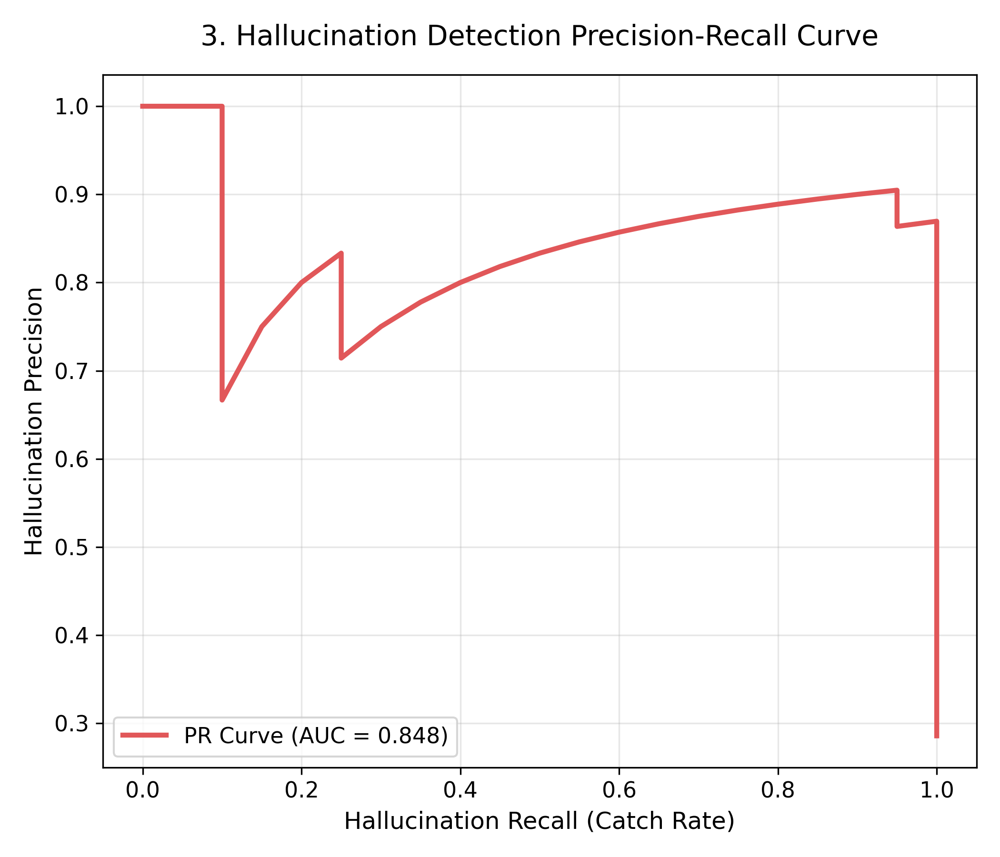 3. Hallucination Detection Precision-Recall Curve
Hallucination Precision
1.0
0.9
0.8
0.7
0.6
0.5
0.4
0.3
PR Curve (AUC = 0.848)
0.0 0.2 0.4 0.6 0.8 1.0
Hallucination Recall (Catch Rate)